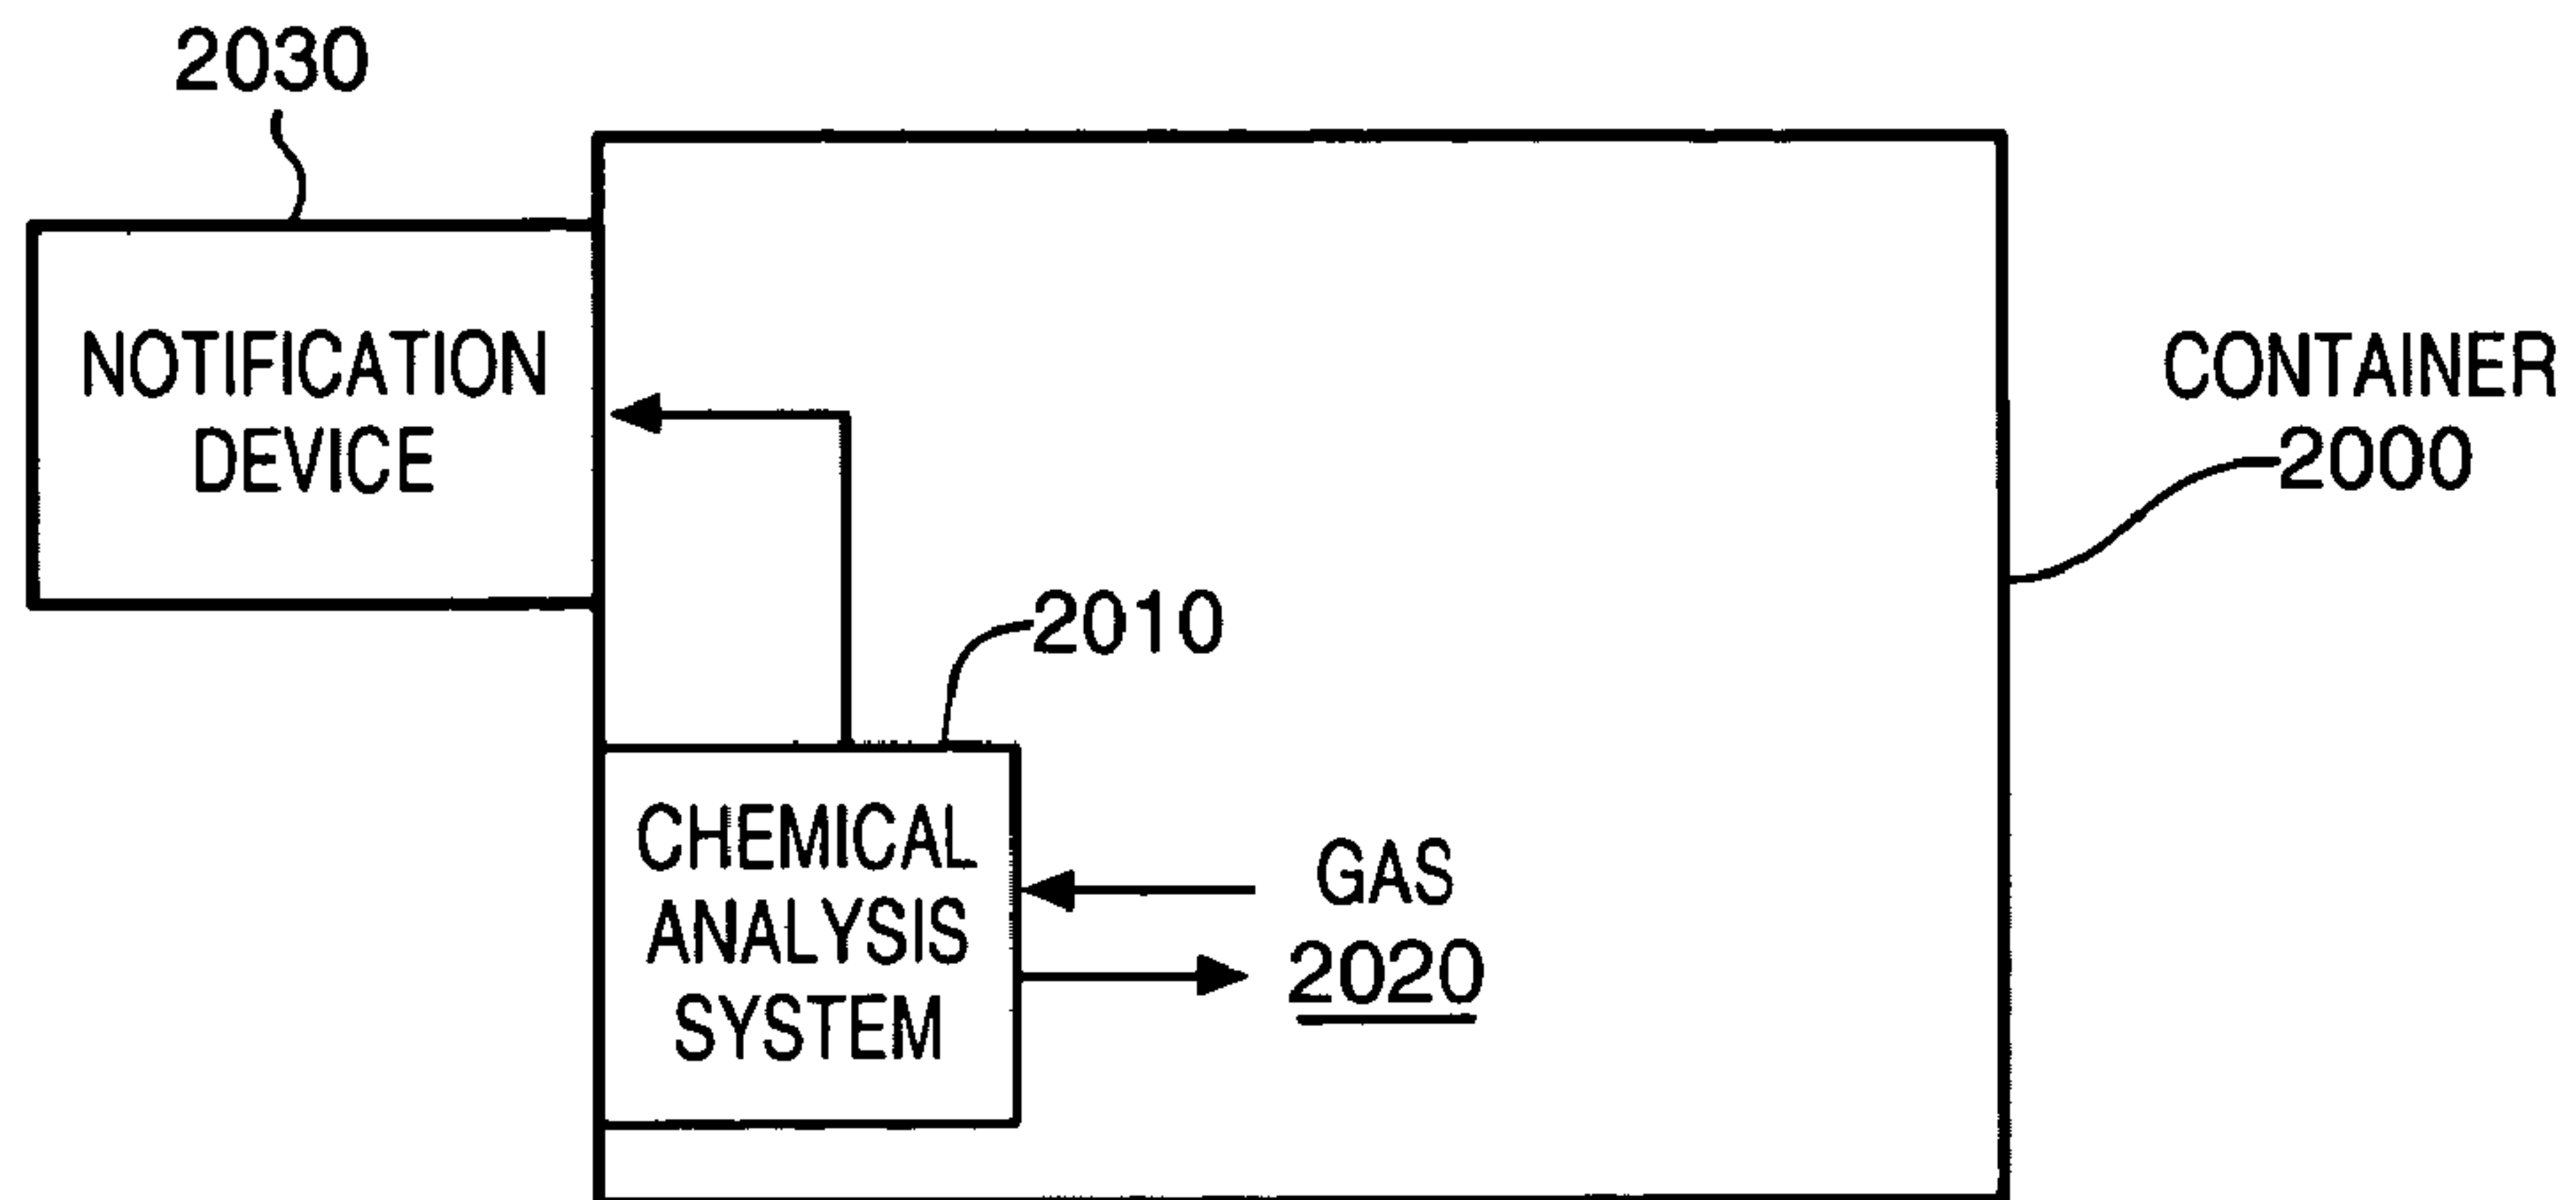 2030
NOTIFICATION
DEVICE
CONTAINER
2000
2010
CHEMICAL
ANALYSIS
SYSTEM
GAS
2020